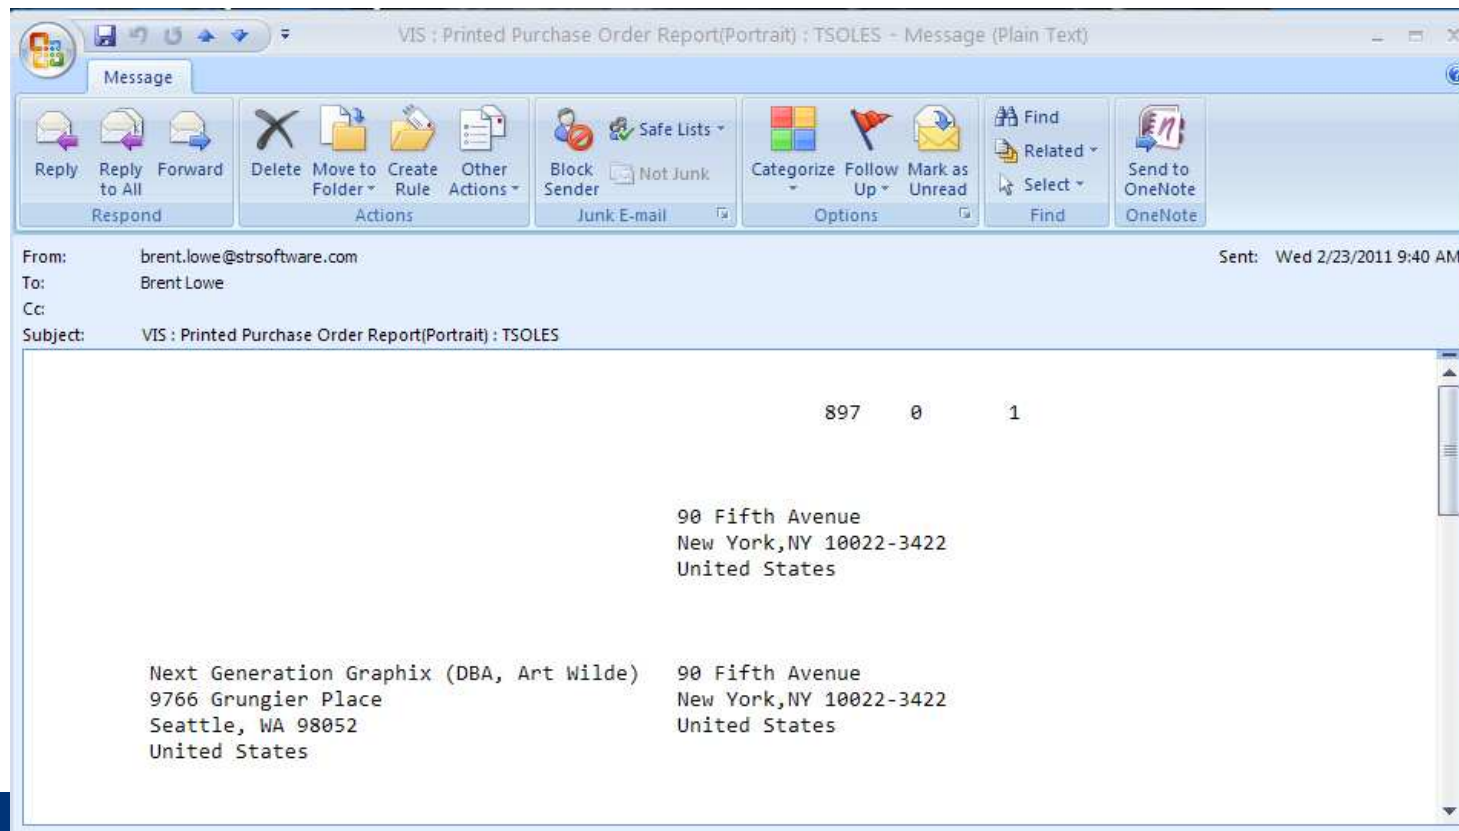 VIS : Printed Purchase Order Report(Portrait) : TSOLES - Message (Plain Text)
Message
Reply
Reply to All
Forward
Respond
Delete
Move to Folder
Create Rule
Other Actions
Actions
Block Sender
Safe Lists
Not Junk
Junk E-mail
Categorize
Follow Up
Mark as Unread
Options
Find
Related
Select
Find
Send to OneNote
OneNote
From: brent.lowe@strsoftware.com Sent: Wed 2/23/2011 9:40 AM
To: Brent Lowe
Cc:
Subject: VIS : Printed Purchase Order Report(Portrait) : TSOLES
897 0 1
90 Fifth Avenue
New York,NY 10022-3422
United States
Next Generation Graphix (DBA, Art Wilde) 90 Fifth Avenue
9766 Grungier Place New York,NY 10022-3422
Seattle, WA 98052 United States
United States